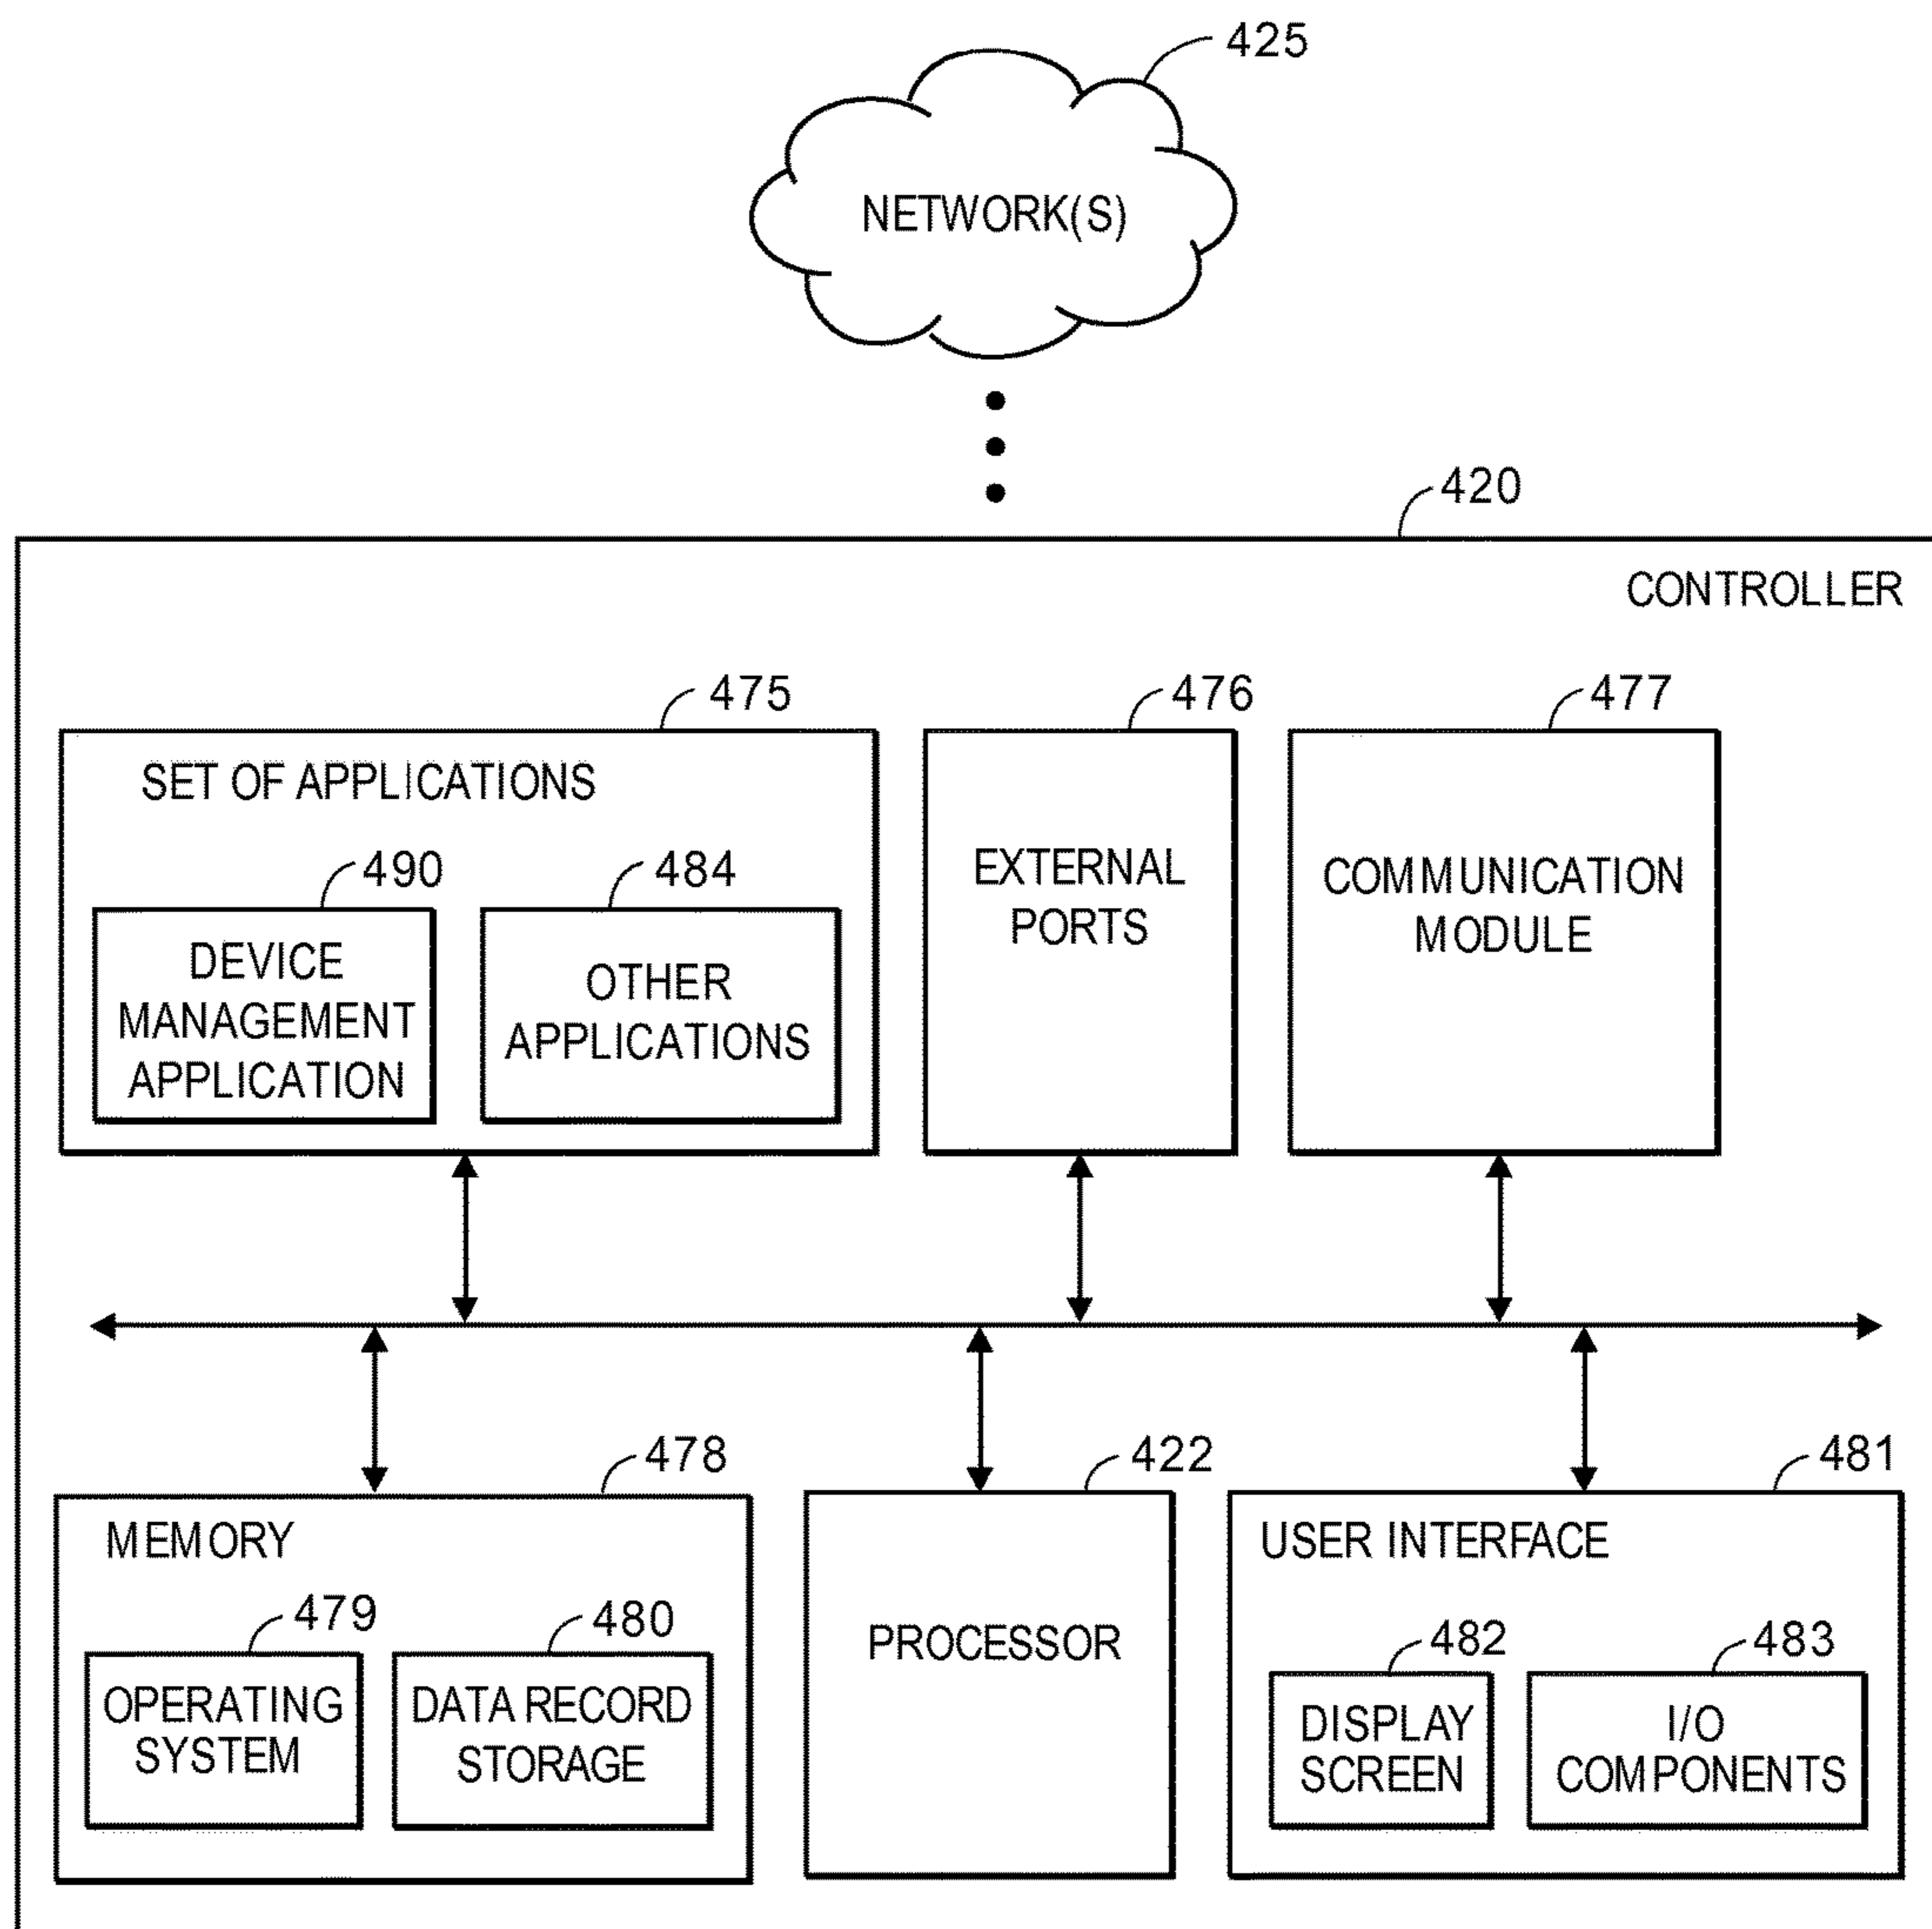 425
NETWORK(S)
420
CONTROLLER
475
SET OF APPLICATIONS
490
DEVICE
MANAGEMENT
APPLICATION
484
OTHER
APPLICATIONS
476
EXTERNAL
PORTS
477
COMMUNICATION
MODULE
478
MEMORY
479
OPERATING
SYSTEM
480
DATA RECORD
STORAGE
422
PROCESSOR
481
USER INTERFACE
482
DISPLAY
SCREEN
483
I/O
COMPONENTS